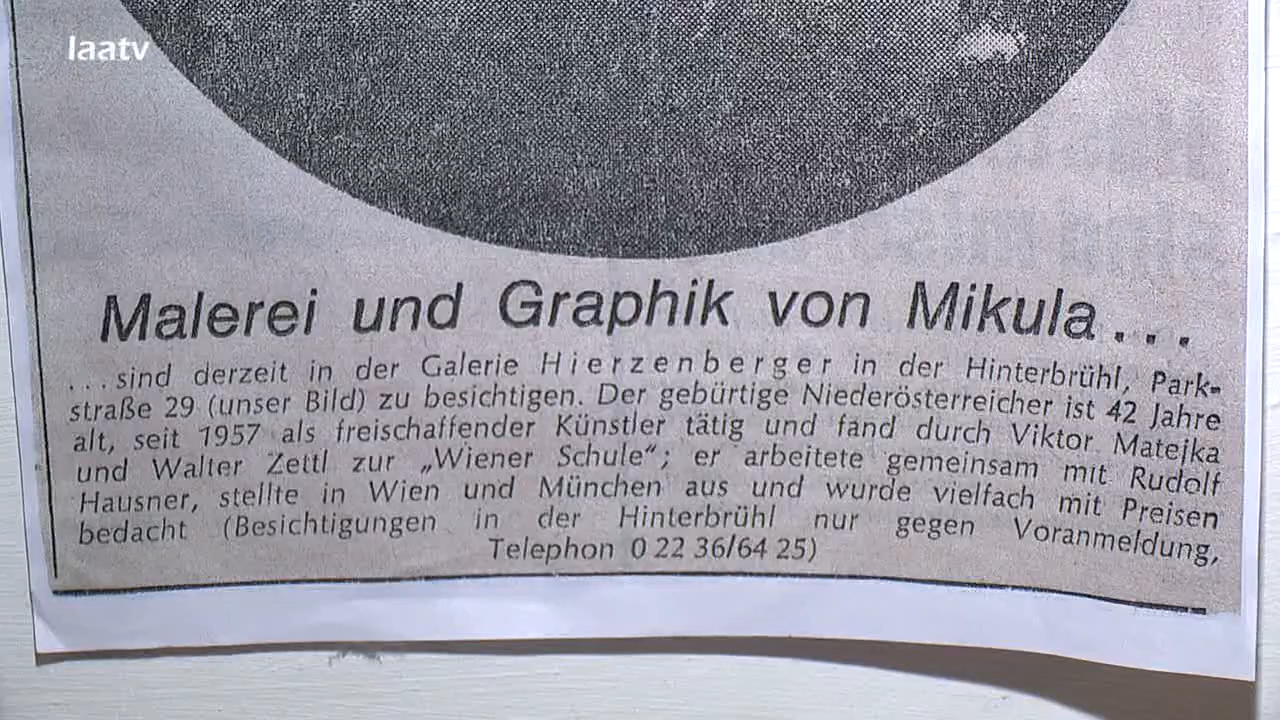 laatv
Malerei und Graphik von Mikula...
...sind derzeit in der Galerie Hierzenberger in der Hinterbrühl, Park-
straße 29 (unser Bild) zu besichtigen. Der gebürtige Niederösterreicher ist 42 Jahre
alt, seit 1957 als freischaffender Künstler tätig und fand durch Viktor Matejka
und Walter Zettl zur „Wiener Schule“; er arbeitete gemeinsam mit Rudolf
Hausner, stellte in Wien und München aus und wurde vielfach mit Preisen
bedacht (Besichtigungen in der Hinterbrühl nur gegen Voranmeldung,
Telephon 0 22 36/64 25)